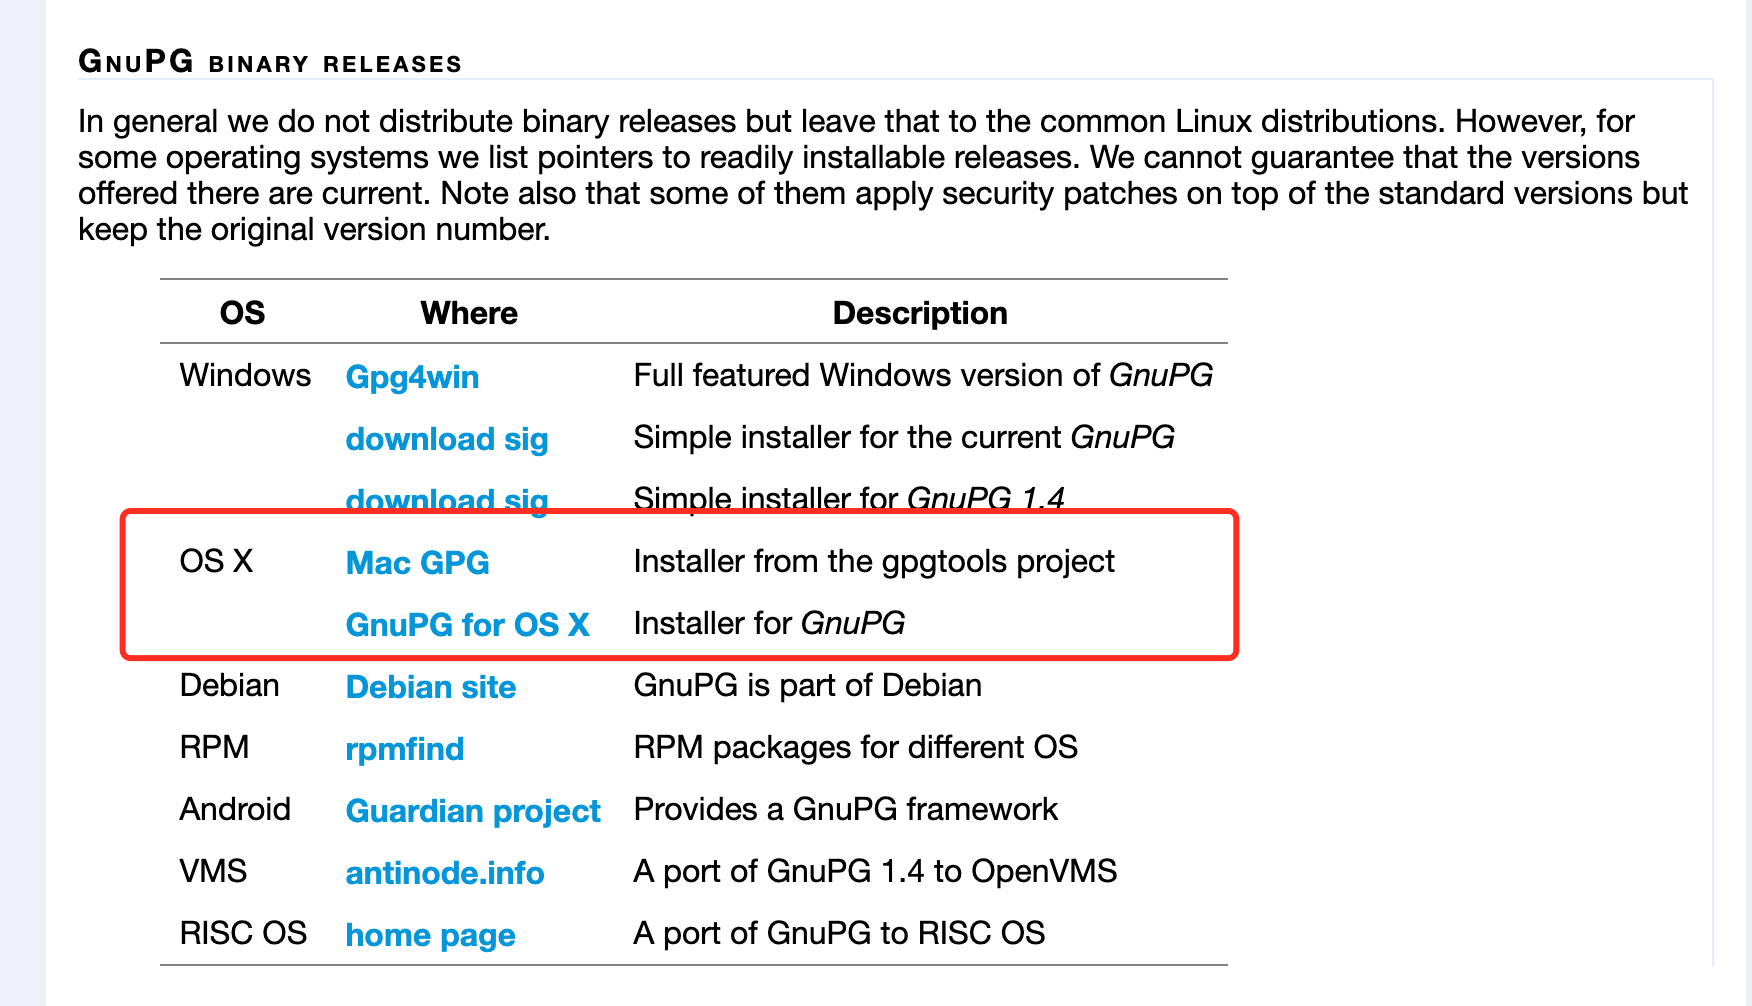 GnuPG binary releases
In general we do not distribute binary releases but leave that to the common Linux distributions. However, for
some operating systems we list pointers to readily installable releases. We cannot guarantee that the versions
offered there are current. Note also that some of them apply security patches on top of the standard versions but
keep the original version number.
OS Where Description
Windows Gpg4win Full featured Windows version of GnuPG
download sig Simple installer for the current GnuPG
download sig Simple installer for GnuPG 1.4
OS X Mac GPG Installer from the gpgtools project
GnuPG for OS X Installer for GnuPG
Debian Debian site GnuPG is part of Debian
RPM rpmfind RPM packages for different OS
Android Guardian project Provides a GnuPG framework
VMS antinode.info A port of GnuPG 1.4 to OpenVMS
RISC OS home page A port of GnuPG to RISC OS